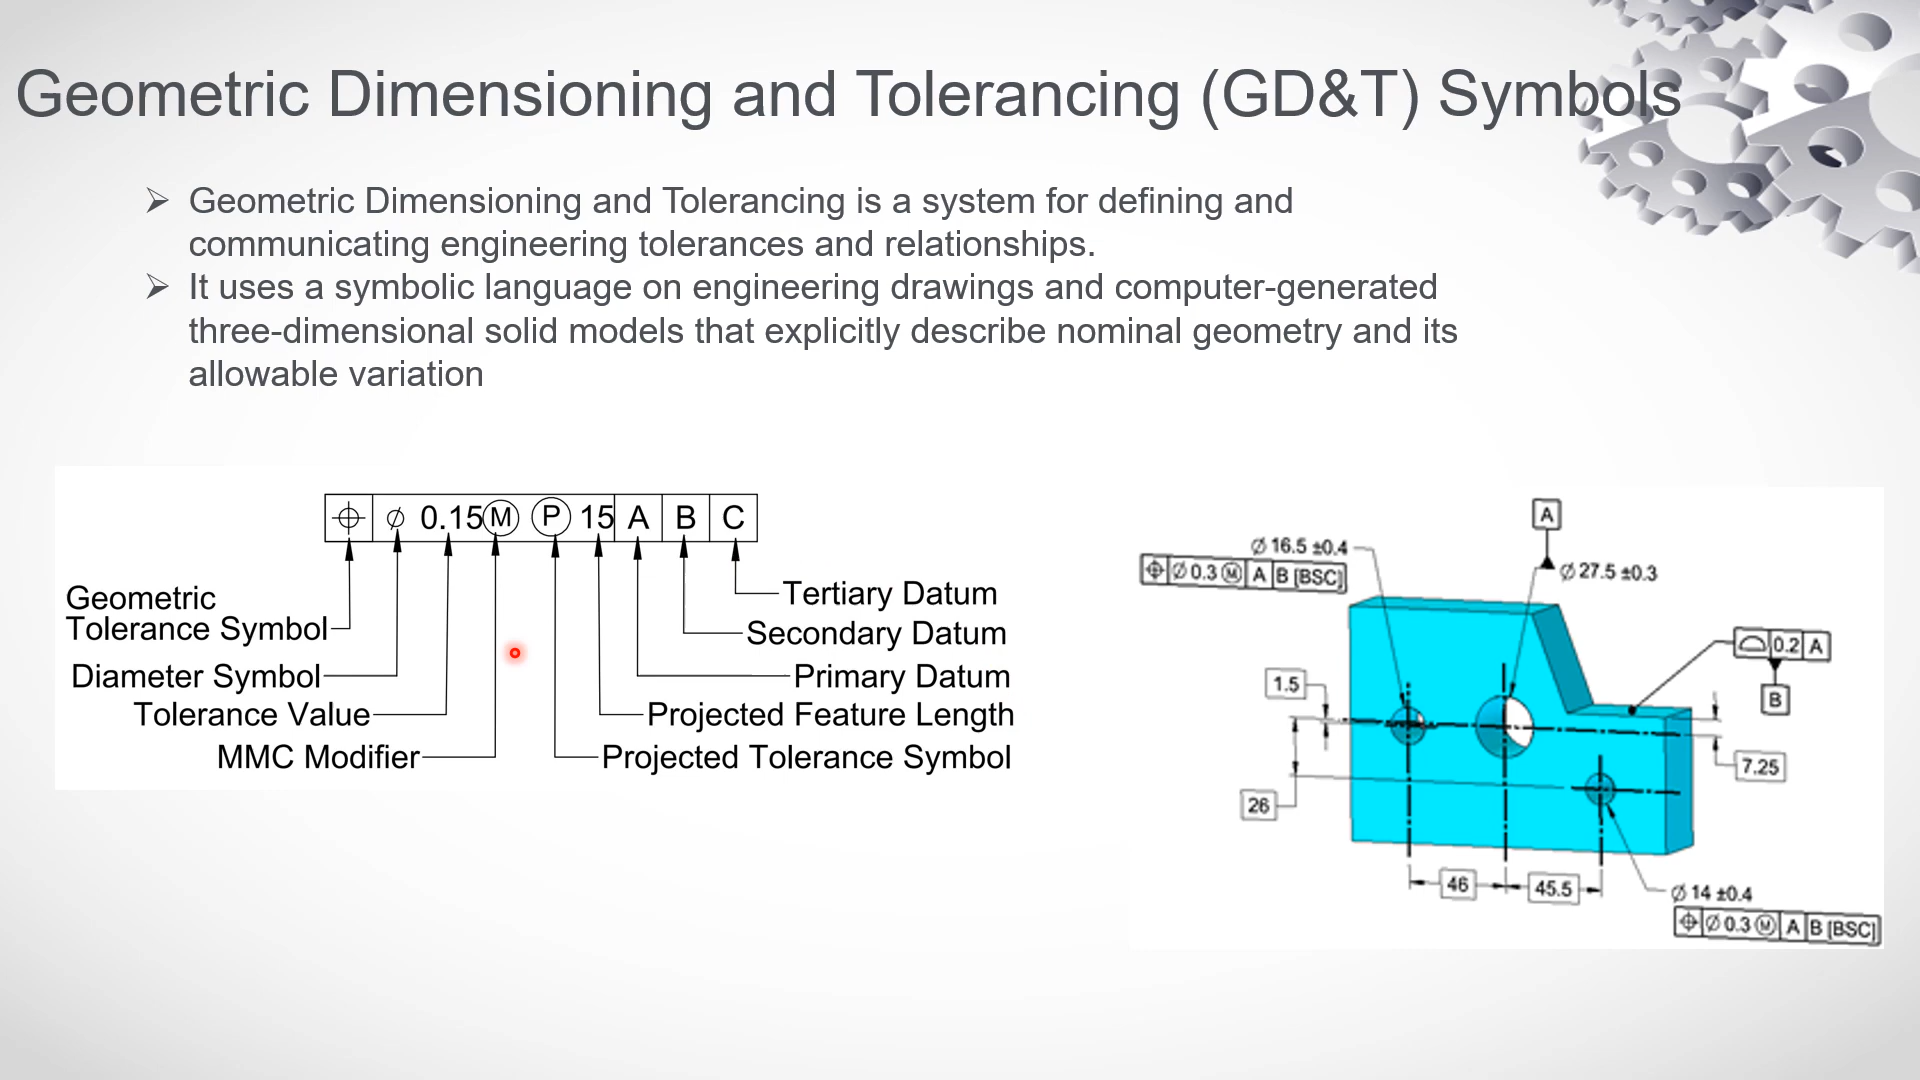 Geometric Dimensioning and Tolerancing (GD&T) Symbols
➢ Geometric Dimensioning and Tolerancing is a system for defining and
communicating engineering tolerances and relationships.
➢ It uses a symbolic language on engineering drawings and computer-generated
three-dimensional solid models that explicitly describe nominal geometry and its
allowable variation
⌖ ⌀ 0.15 Ⓜ Ⓟ 15 A B C
Geometric
Tolerance Symbol
Diameter Symbol
Tolerance Value
MMC Modifier
Tertiary Datum
Secondary Datum
Primary Datum
Projected Feature Length
Projected Tolerance Symbol
A
⌀ 16.5 ±0.4
⌖ ⌀ 0.3 Ⓜ A B [BSC]
⌀ 27.5 ±0.3
⌓ 0.2 A
B
1.5
7.25
26
46
45.5
⌀ 14 ±0.4
⌖ ⌀ 0.3 Ⓜ A B [BSC]